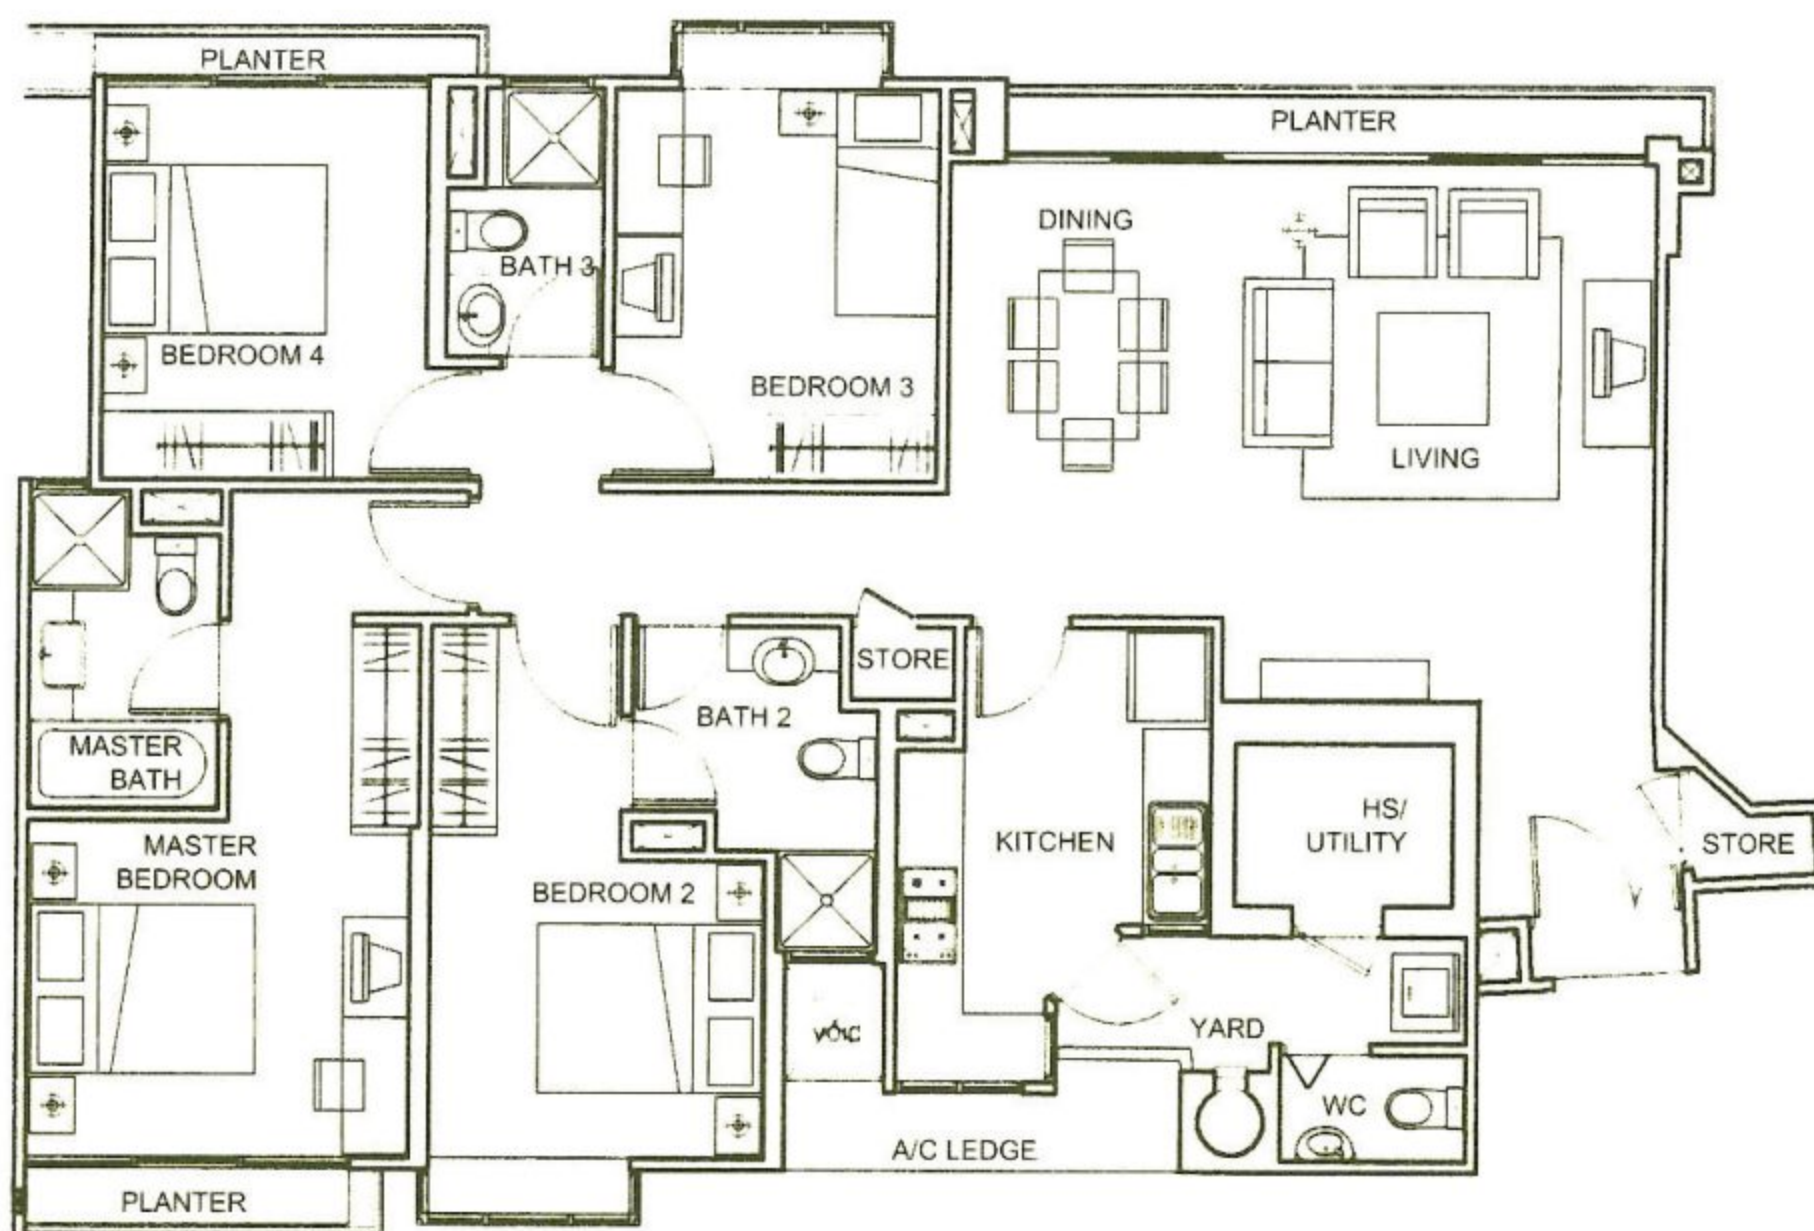 PLANTER
PLANTER
DINING
BATH 3
BEDROOM 4
BEDROOM 3
LIVING
STORE
BATH 2
MASTER
BATH
HS/
UTILITY
KITCHEN
STORE
MASTER
BEDROOM
BEDROOM 2
YARD
WC
A/C LEDGE
PLANTER